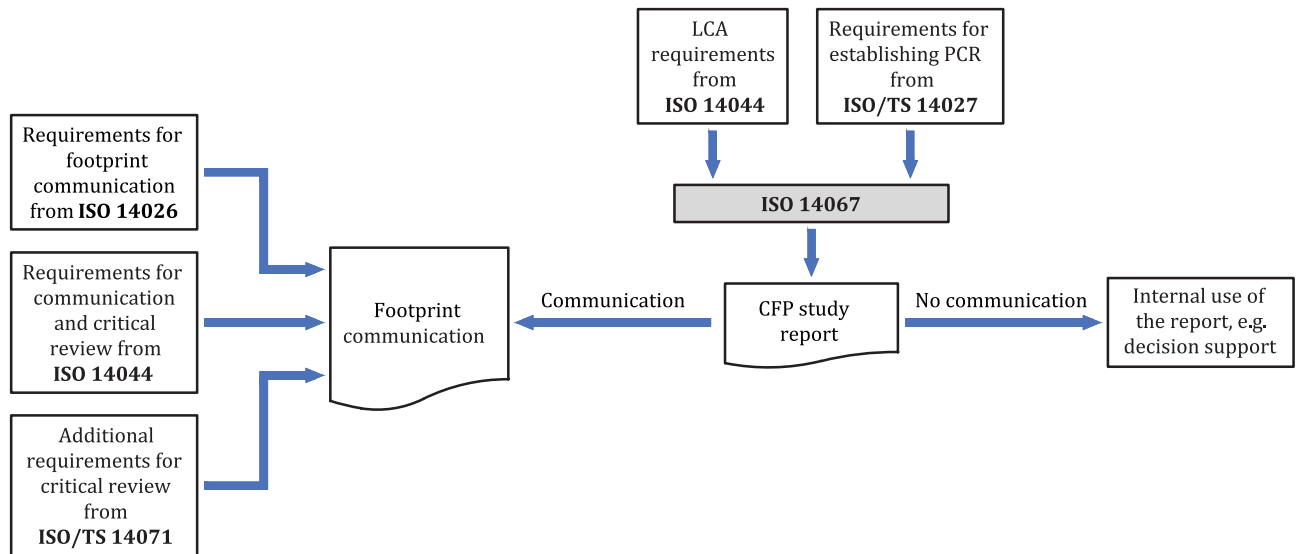 LCA
requirements
from
ISO 14044
Requirements for
establishing PCR
from
ISO/TS 14027
Requirements for
footprint
communication
from ISO 14026
ISO 14067
Requirements for
communication
and critical
review from
ISO 14044
Footprint
communication
Communication
CFP study
report
No communication
Internal use of
the report, e.g.
decision support
Additional
requirements for
critical review
from
ISO/TS 14071